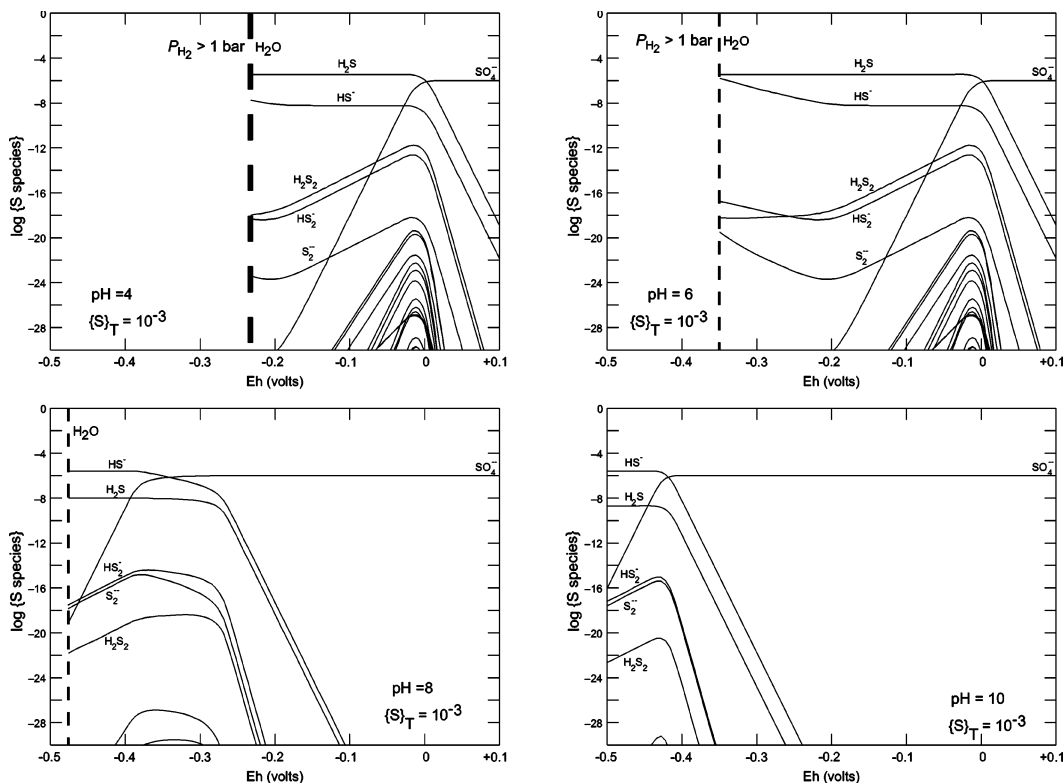 P_H2 > 1 bar H2O
H2S
SO4--
HS-
H2S2
HS2-
S2--
pH =4
{S}T = 10-3
log {S species}
0
-4
-8
-12
-16
-20
-24
-28
-0.5 -0.4 -0.3 -0.2 -0.1 0 +0.1
Eh (volts)
P_H2 > 1 bar H2O
H2S
SO4--
HS-
H2S2
HS2-
S2--
pH = 6
{S}T = 10-3
log {S species}
0
-4
-8
-12
-16
-20
-24
-28
-0.5 -0.4 -0.3 -0.2 -0.1 0 +0.1
Eh (volts)
H2O
HS-
SO4--
H2S
HS2-
S2--
H2S2
pH =8
{S}T = 10-3
log {S species}
0
-4
-8
-12
-16
-20
-24
-28
-0.5 -0.4 -0.3 -0.2 -0.1 0 +0.1
Eh (volts)
HS-
SO4--
H2S
HS2-
S2--
H2S2
pH = 10
{S}T = 10-3
log {S species}
0
-4
-8
-12
-16
-20
-24
-28
-0.5 -0.4 -0.3 -0.2 -0.1 0 +0.1
Eh (volts)